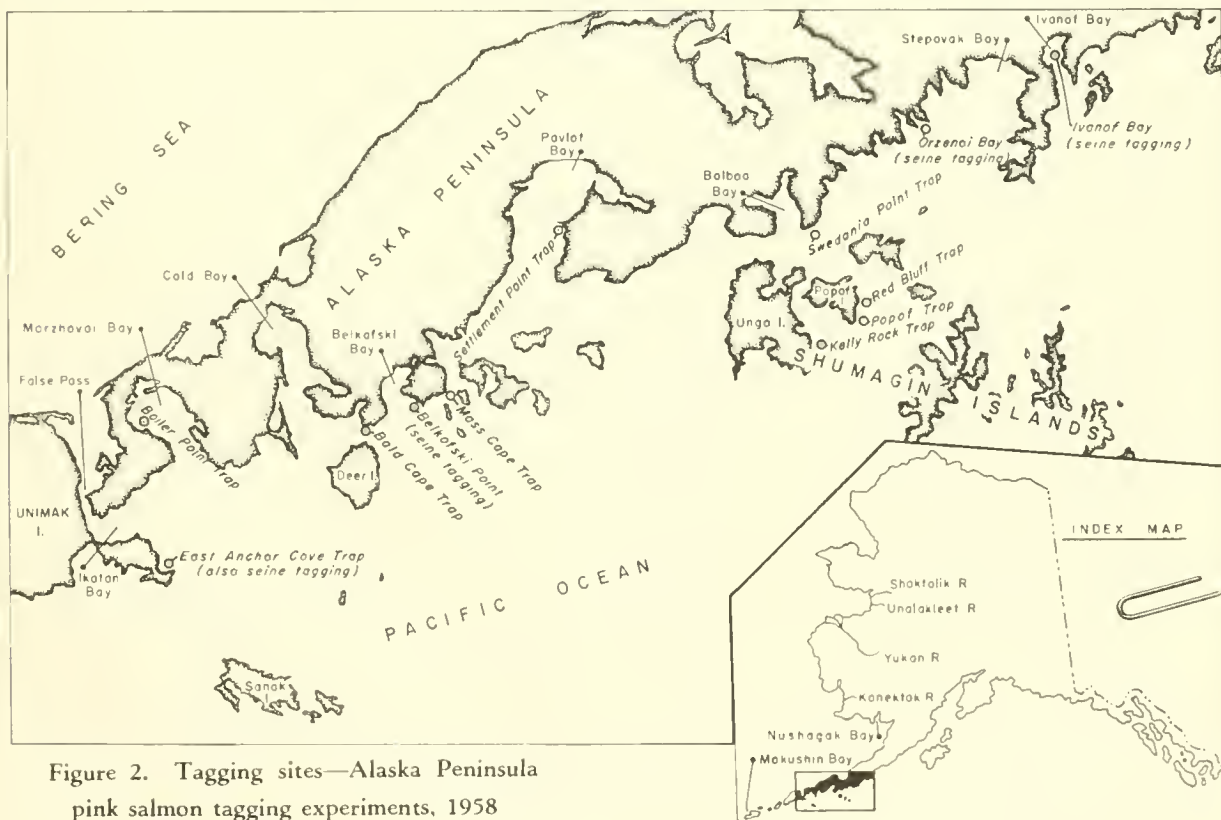 BERING SEA
ALASKA PENINSULA
Pavlof
Bay
Stepovak Bay
Ivanof Bay
Ivanof Bay
(seine tagging)
Orzenoi Bay
(seine tagging)
Balboa
Bay
Swedania Point Trap
Cold Bay
Settlement Point Trap
Popof
I.
Red Bluff Trap
Popof Trap
Unga I.
Kelly Rock Trap
SHUMAGIN ISLANDS
Morzhovoi Bay
Belkofski
Bay
False Pass
Boiler Point Trap
Moss Cape Trap
Belkofski Point
(seine tagging)
Bald Cape Trap
Deer I.
UNIMAK
I.
East Anchor Cove Trap
(also seine tagging)
Ikatan
Bay
PACIFIC OCEAN
Sanak
I.
INDEX MAP
Shaktolik R
Unalakleet R
Yukon R
Kanektok R
Nushagak Bay
Makushin Bay
Figure 2. Tagging sites—Alaska Peninsula
pink salmon tagging experiments, 1958